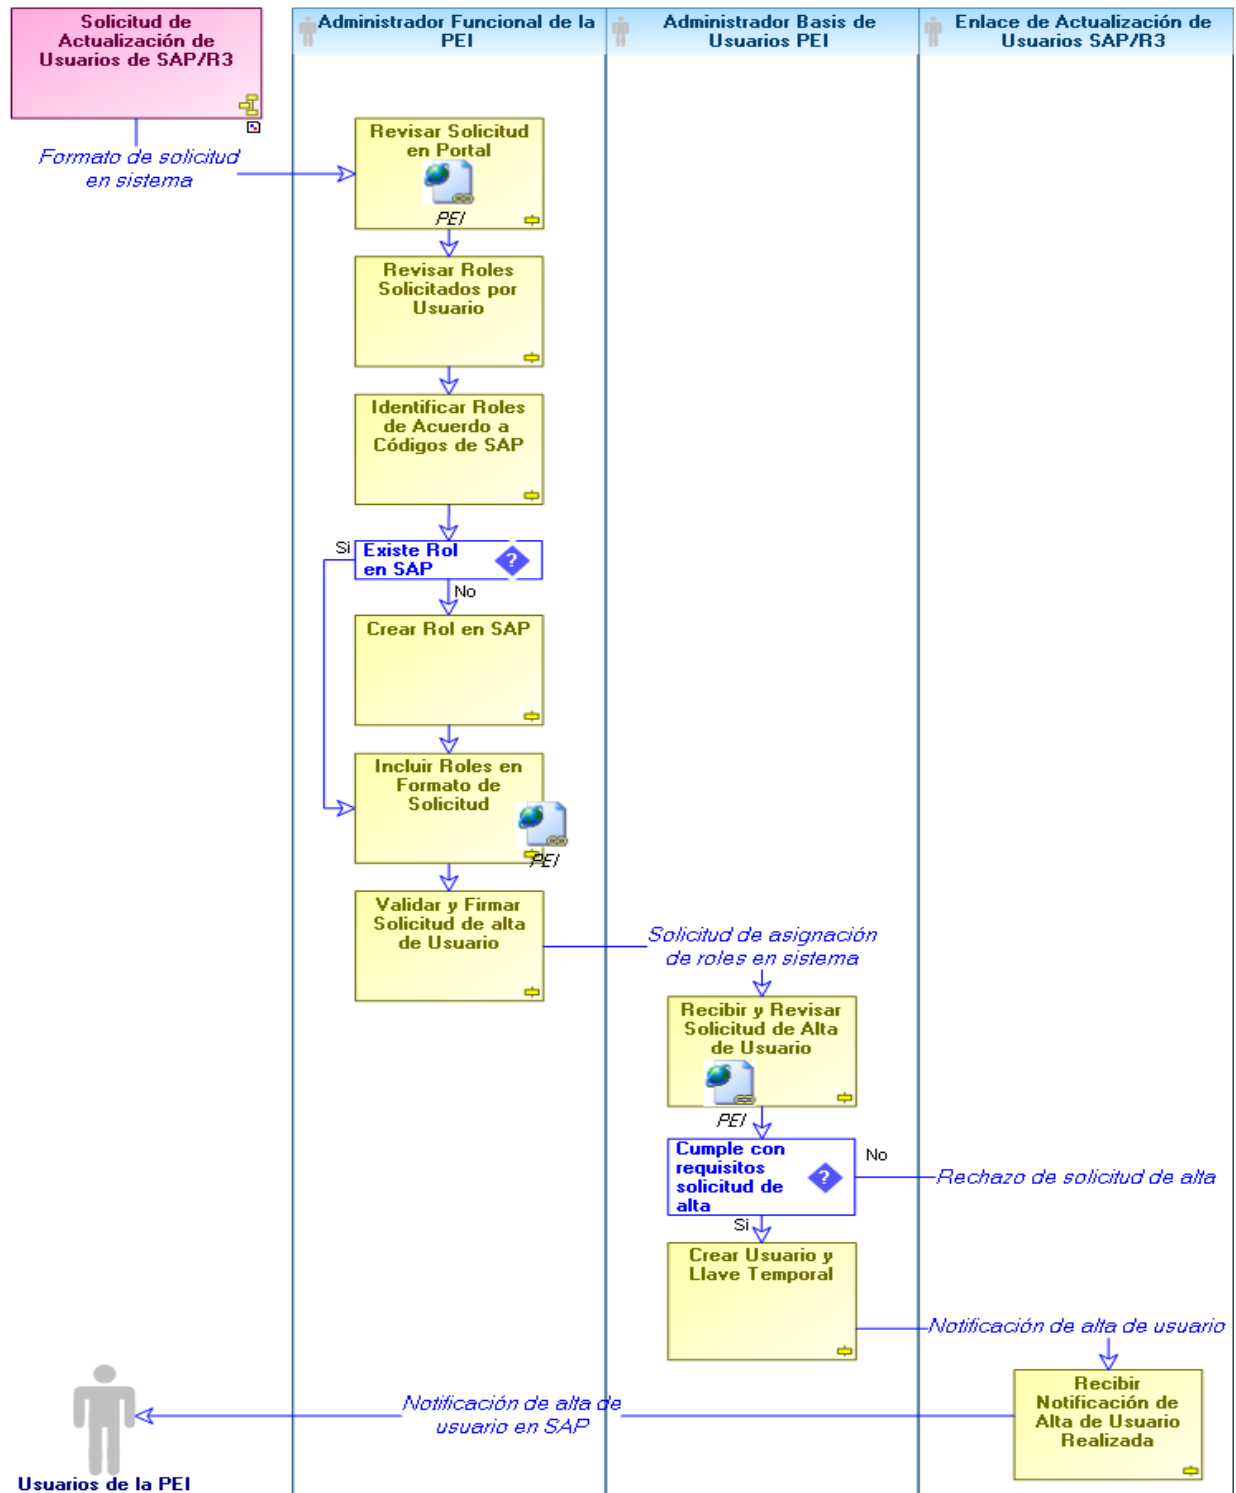 Solicitud de
Actualización de
Usuarios de SAP/R3
Administrador Funcional de la
PEI
Administrador Basis de
Usuarios PEI
Enlace de Actualización de
Usuarios SAP/R3
Formato de solicitud
en sistema
Revisar Solicitud
en Portal
PEI
Revisar Roles
Solicitados por
Usuario
Identificar Roles
de Acuerdo a
Códigos de SAP
Si
Existe Rol
en SAP
?
No
Crear Rol en SAP
Incluir Roles en
Formato de
Solicitud
PEI
Validar y Firmar
Solicitud de alta
de Usuario
Solicitud de asignación
de roles en sistema
Recibir y Revisar
Solicitud de Alta
de Usuario
PEI
Cumple con
requisitos
solicitud de
alta
?
No
Rechazo de solicitud de alta
Si
Crear Usuario y
Llave Temporal
Notificación de alta de usuario
Recibir
Notificación de
Alta de Usuario
Realizada
Notificación de alta de
usuario en SAP
Usuarios de la PEI